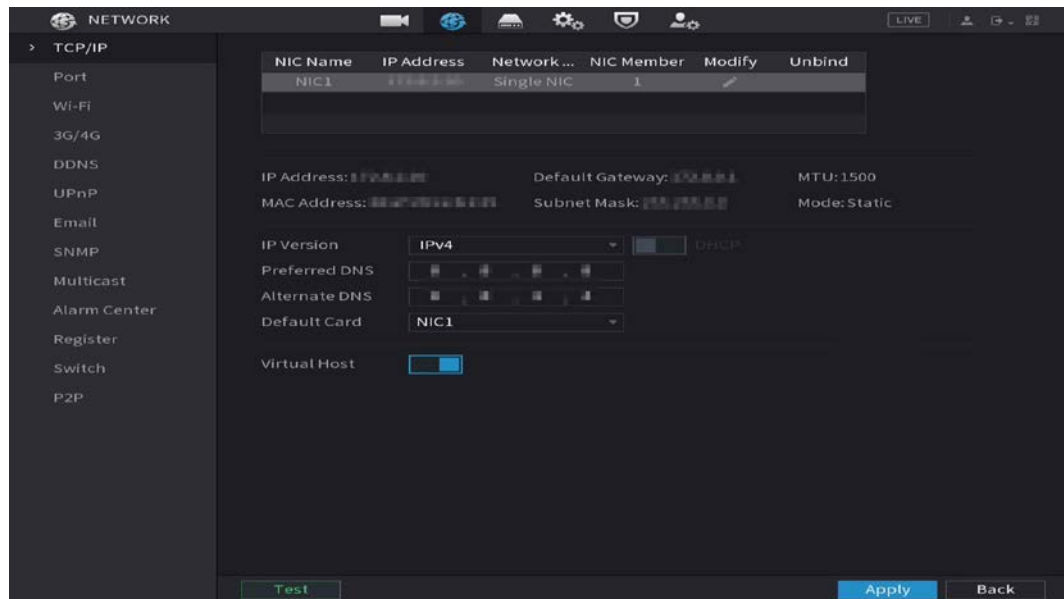 NETWORK
LIVE
> TCP/IP
Port
Wi-Fi
3G/4G
DDNS
UPnP
Email
SNMP
Multicast
Alarm Center
Register
Switch
P2P
NIC Name IP Address Network... NIC Member Modify Unbind
NIC1 Single NIC 1
IP Address: Default Gateway: MTU:1500
MAC Address: Subnet Mask: Mode:Static
IP Version IPv4 DHCP
Preferred DNS
Alternate DNS
Default Card NIC1
Virtual Host
Test Apply Back